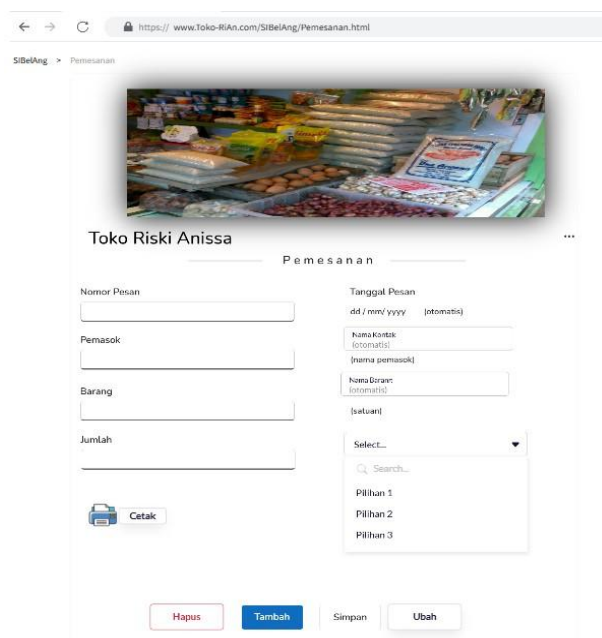 https:// www.Toko-RiAn.com/SIBelAng/Pemesanan.html
SIBelAng > Pemesanan
Toko Riski Anissa
...
Pemesanan
Nomor Pesan
Tanggal Pesan
dd / mm/ yyyy (otomatis)
Pemasok
Nama Kontak
(otomatis)
(nama pemasok)
Barang
Nama Barang
(otomatis)
(satuan)
Jumlah
Select...
Search...
Pilihan 1
Pilihan 2
Pilihan 3
Cetak
Hapus
Tambah
Simpan
Ubah